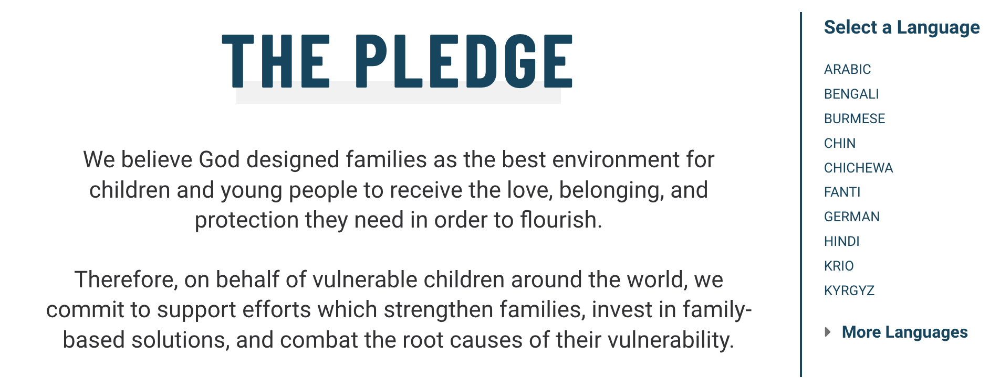 THE PLEDGE
We believe God designed families as the best environment for
children and young people to receive the love, belonging, and
protection they need in order to flourish.
Therefore, on behalf of vulnerable children around the world, we
commit to support efforts which strengthen families, invest in family-
based solutions, and combat the root causes of their vulnerability.
Select a Language
ARABIC
BENGALI
BURMESE
CHIN
CHICHEWA
FANTI
GERMAN
HINDI
KRIO
KYRGYZ
More Languages